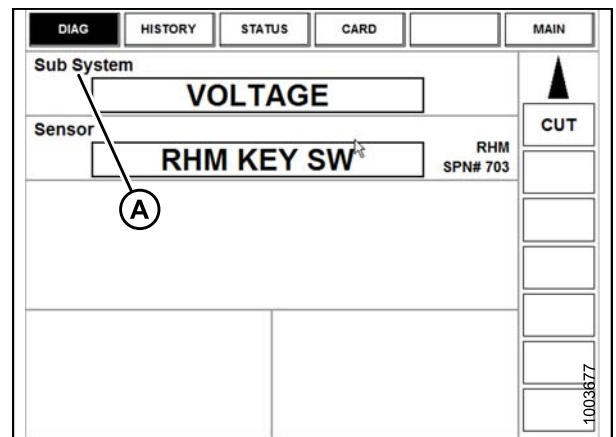 DIAG HISTORY STATUS CARD MAIN
Sub System
VOLTAGE
CUT
Sensor
RHM KEY SW
RHM
SPN# 703
A
1003677